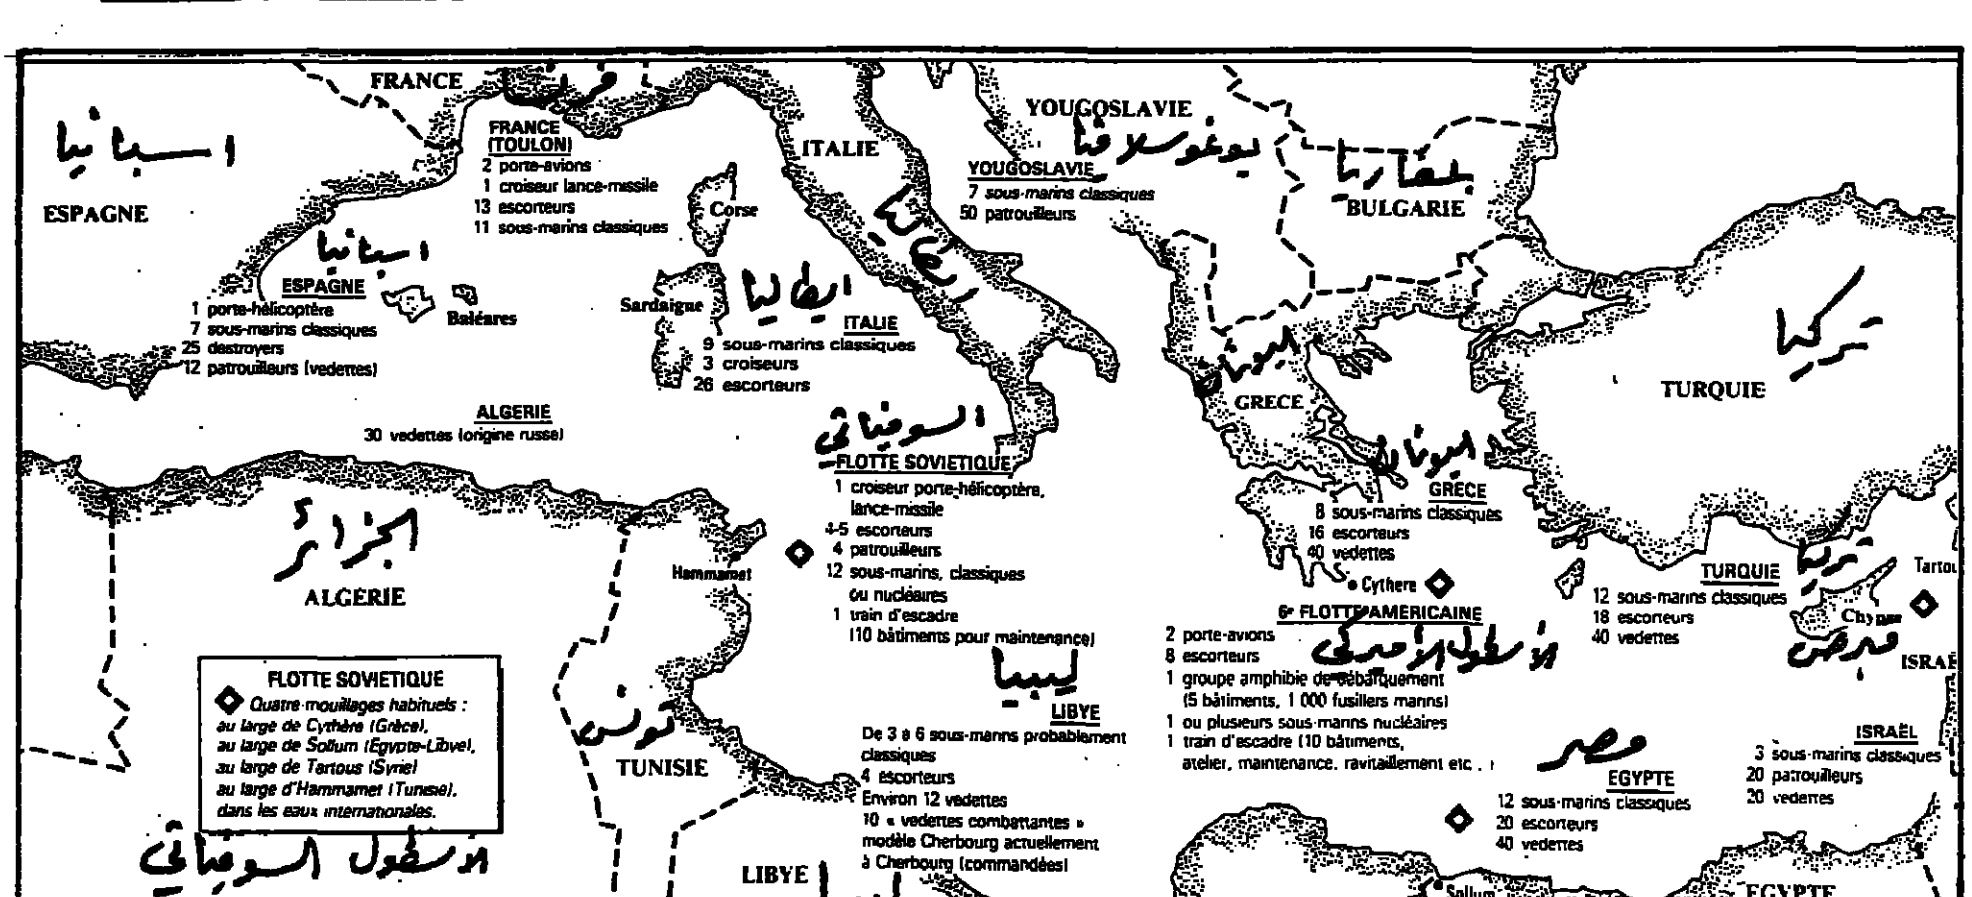 FRANCE
فرنسا
اسبانيا
ESPAGNE
FRANCE
(TOULON)
2 porte-avions
1 croiseur lance-missile
13 escorteurs
11 sous-marins classiques
ITALIE
ايطاليا
Corse
YOUGOSLAVIE
يوغوسلافيا
YOUGOSLAVIE
7 sous-marins classiques
50 patrouilleurs
بلغاريا
BULGARIE
اسبانيا
ESPAGNE
1 porte-hélicoptère
7 sous-marins classiques
25 destroyers
12 patrouilleurs (vedettes)
Baléares
Sardaigne
ايطاليا
ITALIE
9 sous-marins classiques
3 croiseurs
26 escorteurs
اليونان
GRECE
تركيا
TURQUIE
ALGERIE
30 vedettes (origine russe)
السوفياتي
FLOTTE SOVIETIQUE
1 croiseur porte-hélicoptère,
lance-missile
4-5 escorteurs
4 patrouilleurs
12 sous-marins, classiques
ou nucléaires
1 train d'escadre
(10 bâtiments pour maintenance)
اليونان
GRÈCE
8 sous-marins classiques
16 escorteurs
40 vedettes
Cythère
الجزائر
ALGÉRIE
Hammamet
تركيا
TURQUIE
12 sous-marins classiques
18 escorteurs
40 vedettes
Tartou
Chypre
قبرص
ISRAË
6e FLOTTE AMERICAINE
الأسطول الأميركي
2 porte-avions
8 escorteurs
1 groupe amphibie de débarquement
(5 bâtiments, 1 000 fusillers marins)
1 ou plusieurs sous-marins nucléaires
1 train d'escadre (10 bâtiments,
atelier, maintenance, ravitaillement etc . )
FLOTTE SOVIETIQUE
Quatre mouillages habituels :
au large de Cythère (Grèce),
au large de Sollum (Egypte-Libye),
au large de Tartous (Syrie)
au large d'Hammamet (Tunisie),
dans les eaux internationales.
الاسطول السوفياتي
تونس
TUNISIE
ليبيا
LIBYE
De 3 à 6 sous-marins probablement
classiques
4 escorteurs
Environ 12 vedettes
10 « vedettes combattantes »
modèle Cherbourg actuellement
à Cherbourg (commandées)
LIBYE
مصر
EGYPTE
12 sous-marins classiques
20 escorteurs
40 vedettes
ISRAËL
3 sous-marins classiques
20 patrouilleurs
20 vedettes
Sollum
EGYPTE